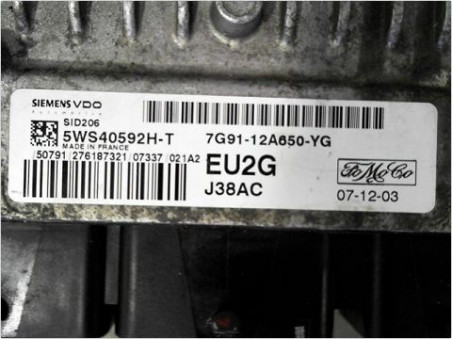 SIEMENS VDO
Automotive
SID206
5WS40592H-T
MADE IN FRANCE
7G91-12A650-YG
50791 276187321 07337 021A2
EU2G
J38AC
FoMoCo
07-12-03